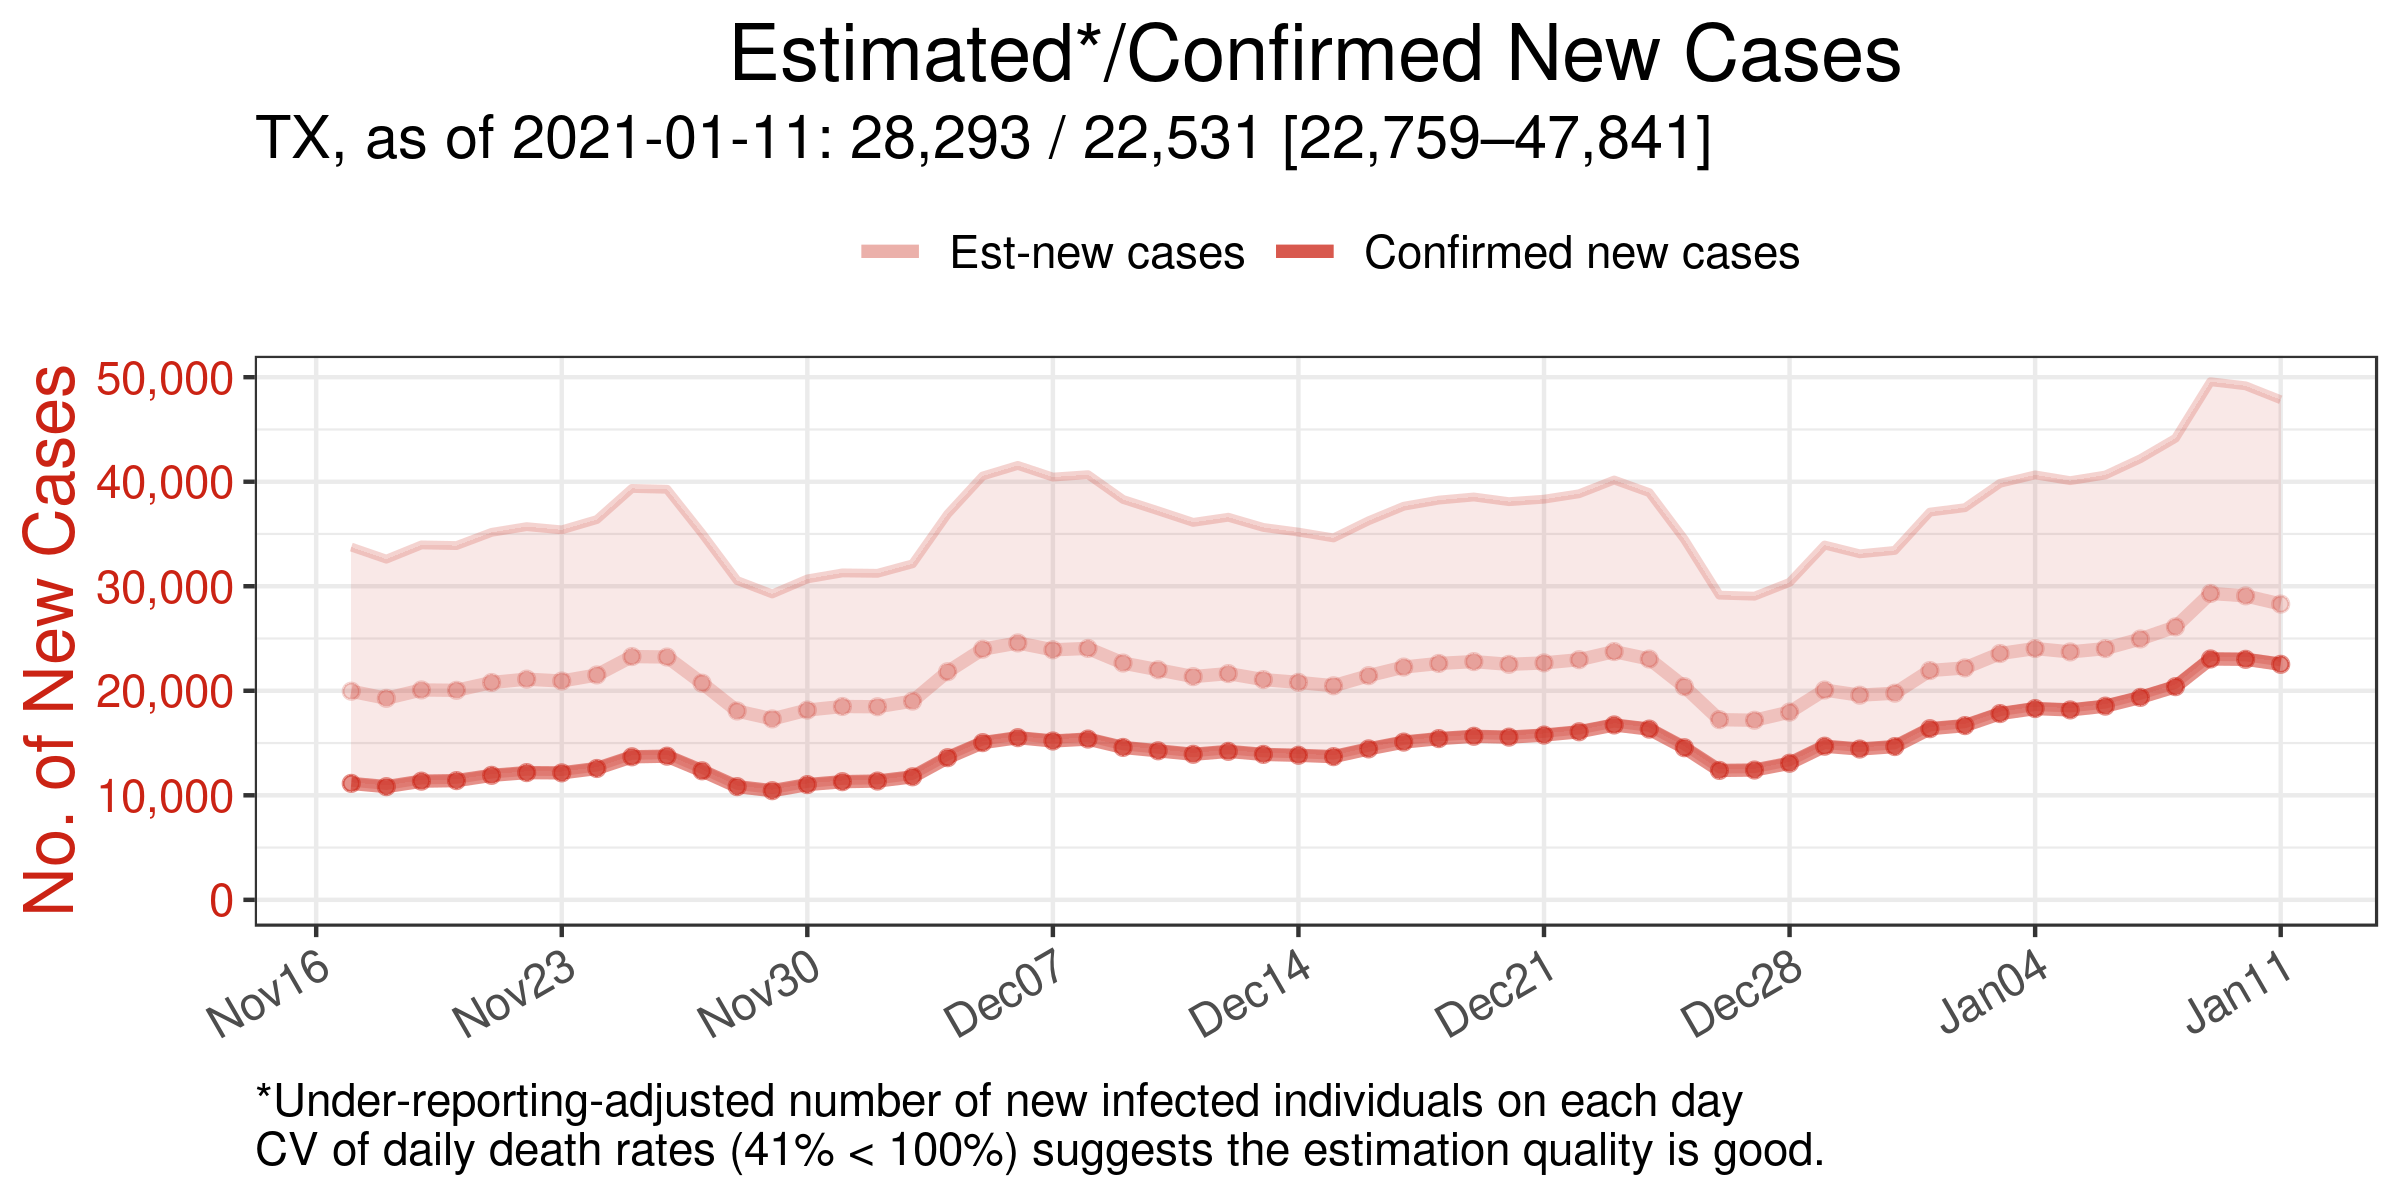 Estimated*/Confirmed New Cases
TX, as of 2021-01-11: 28,293 / 22,531 [22,759–47,841]
Est-new cases Confirmed new cases
No. of New Cases
50,000
40,000
30,000
20,000
10,000
0
Nov16 Nov23 Nov30 Dec07 Dec14 Dec21 Dec28 Jan04 Jan11
*Under-reporting-adjusted number of new infected individuals on each day
CV of daily death rates (41% < 100%) suggests the estimation quality is good.